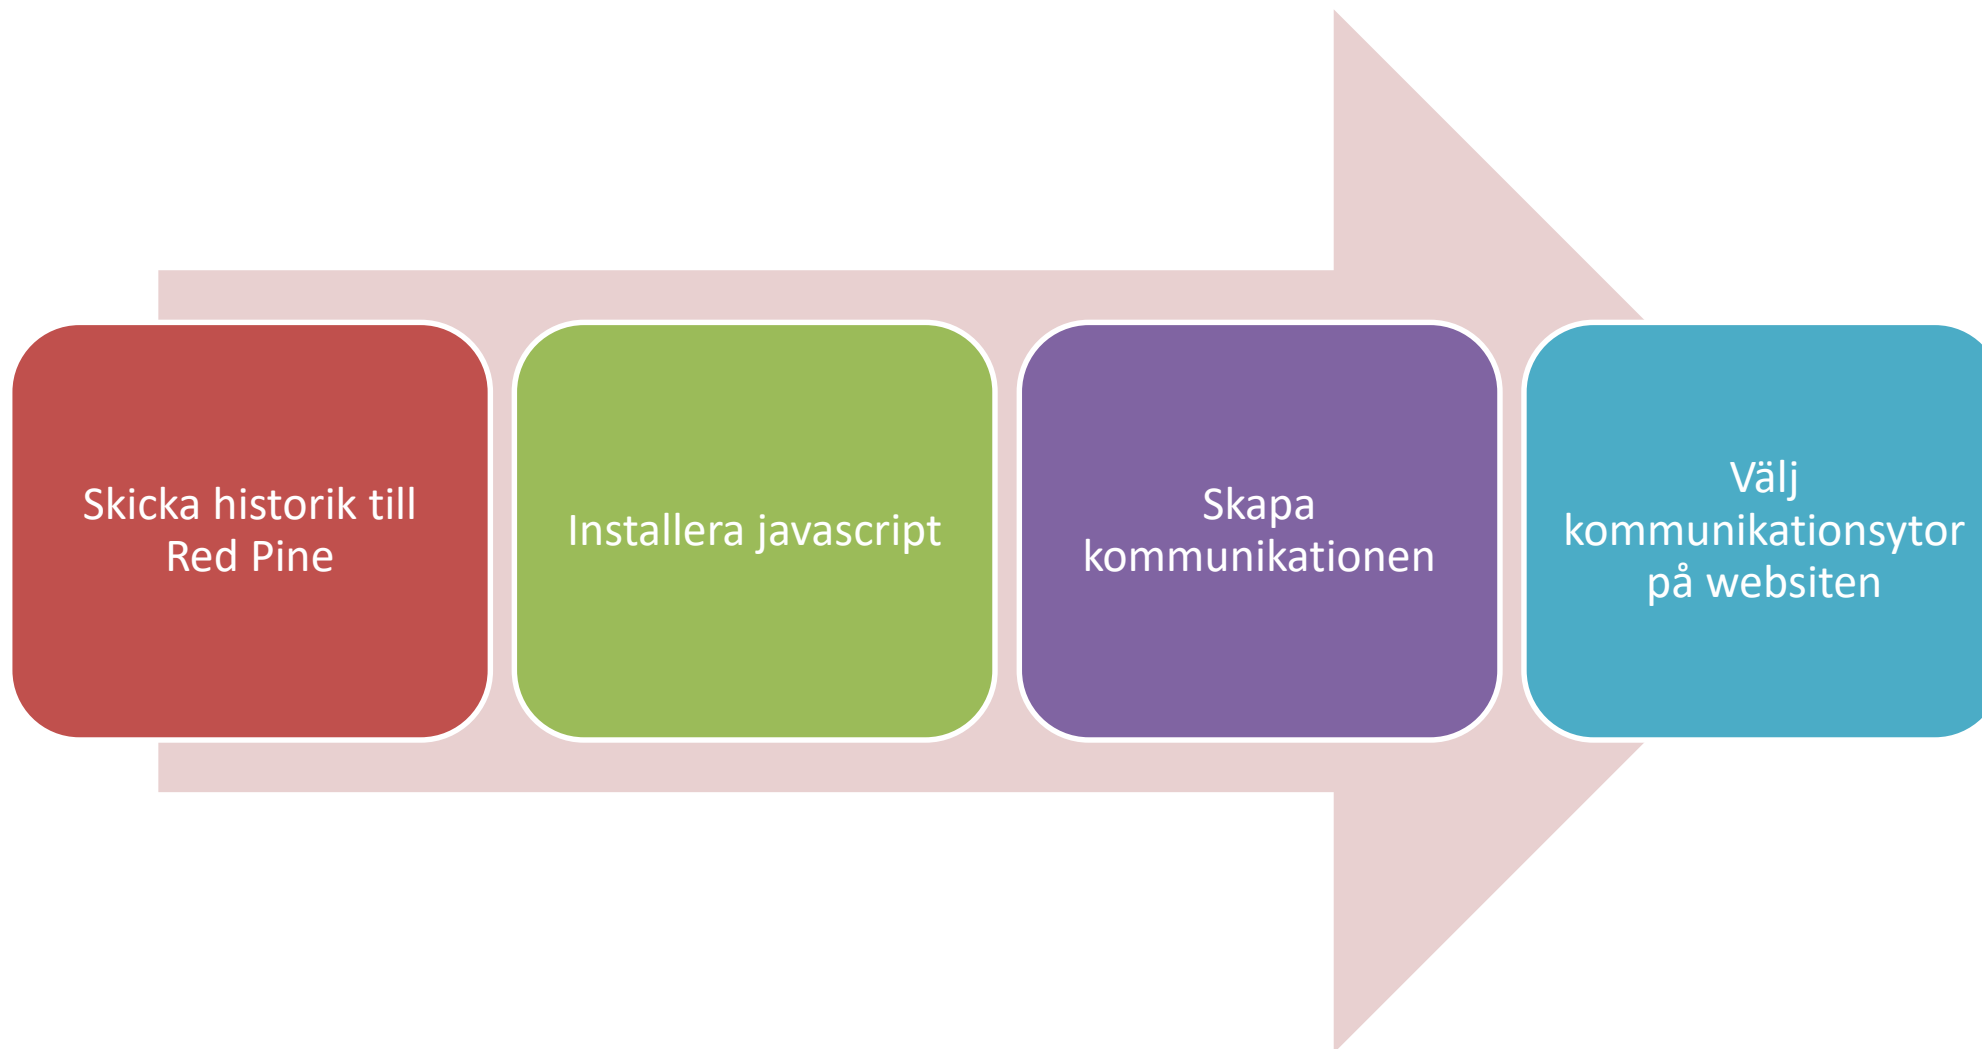 Skicka historik till
Red Pine
Installera javascript
Skapa
kommunikationen
Välj
kommunikationsytor
på websiten